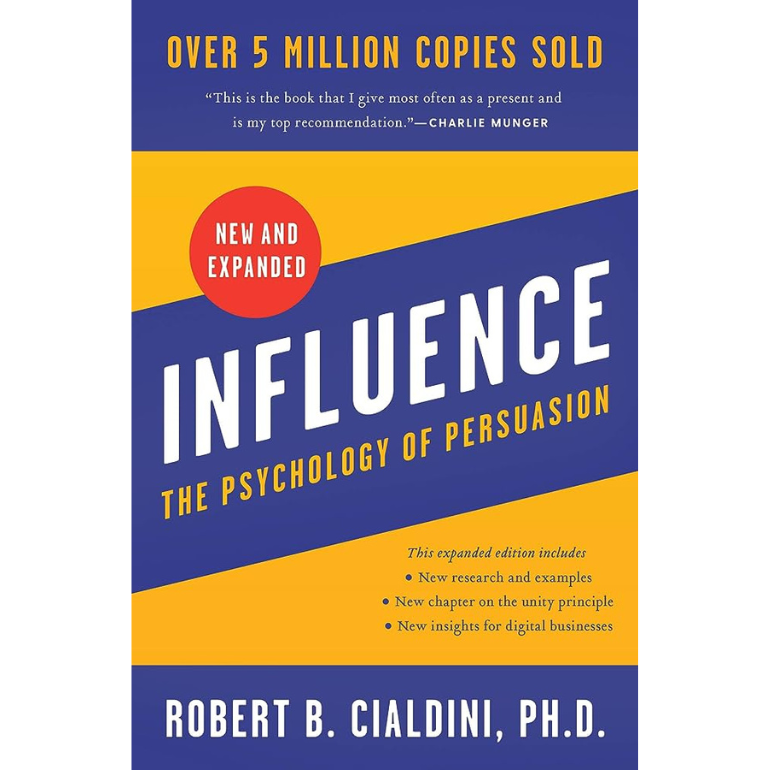 OVER 5 MILLION COPIES SOLD
“This is the book that I give most often as a present and
is my top recommendation.”—CHARLIE MUNGER
NEW AND
EXPANDED
INFLUENCE
THE PSYCHOLOGY OF PERSUASION
This expanded edition includes
• New research and examples
• New chapter on the unity principle
• New insights for digital businesses
ROBERT B. CIALDINI, PH.D.